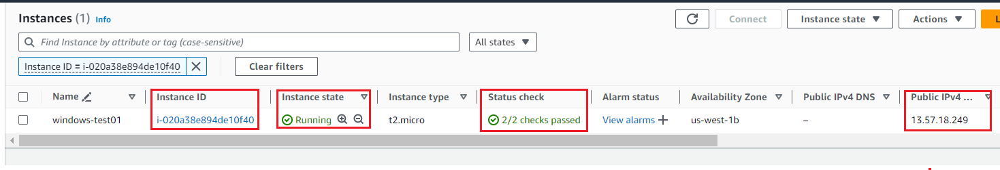 Instances (1) Info
Connect Instance state Actions L
Find Instance by attribute or tag (case-sensitive) All states
Instance ID = i-020a38e894de10f40 Clear filters
Name Instance ID Instance state Instance type Status check Alarm status Availability Zone Public IPv4 DNS Public IPv4 ...
windows-test01 i-020a38e894de10f40 Running t2.micro 2/2 checks passed View alarms us-west-1b – 13.57.18.249